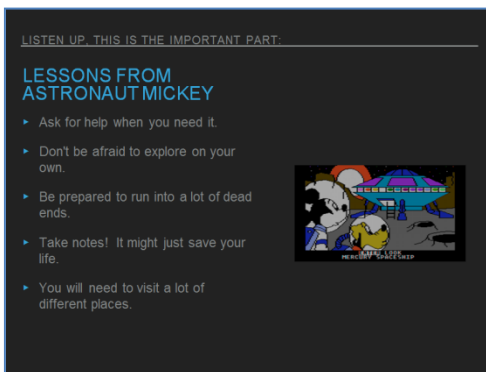 LISTEN UP, THIS IS THE IMPORTANT PART:
LESSONS FROM
ASTRONAUT MICKEY
Ask for help when you need it.
Don't be afraid to explore on your
own.
Be prepared to run into a lot of dead
ends.
Take notes! It might just save your
life.
You will need to visit a lot of
different places.
LOOK
MERCURY SPACESHIP